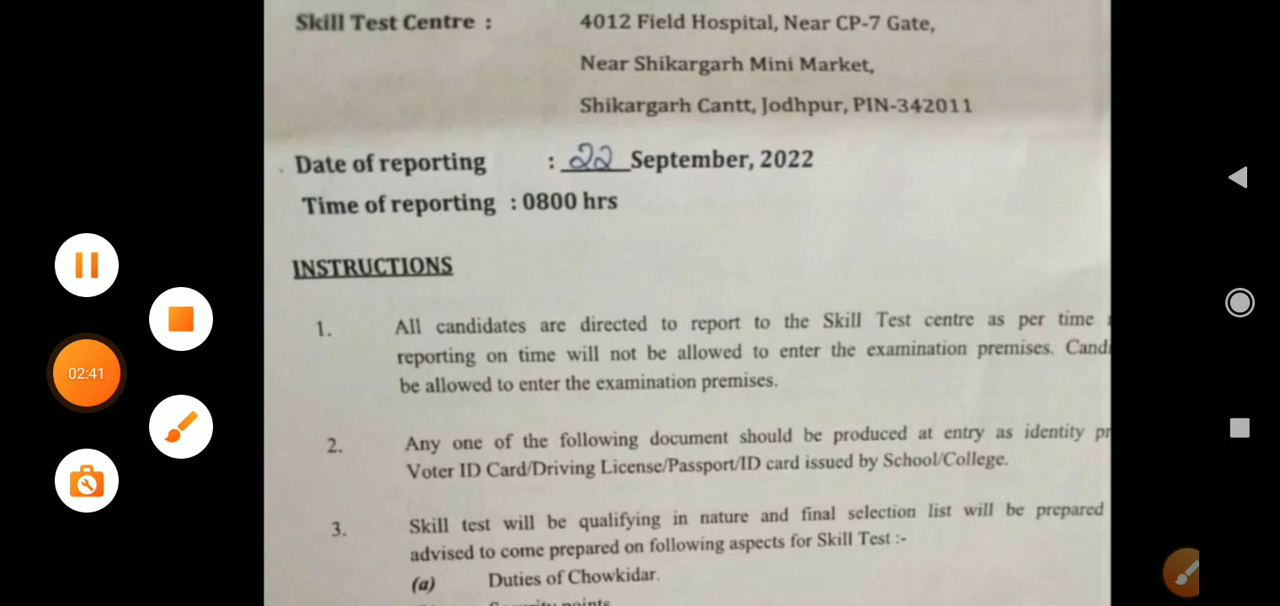 Skill Test Centre : 4012 Field Hospital, Near CP-7 Gate,
Near Shikargarh Mini Market,
Shikargarh Cantt, Jodhpur, PIN-342011
Date of reporting : 22 September, 2022
Time of reporting : 0800 hrs
INSTRUCTIONS
1. All candidates are directed to report to the Skill Test centre as per time
reporting on time will not be allowed to enter the examination premises. Cand
be allowed to enter the examination premises.
2. Any one of the following document should be produced at entry as identity pr
Voter ID Card/Driving License/Passport/ID card issued by School/College.
3. Skill test will be qualifying in nature and final selection list will be prepared
advised to come prepared on following aspects for Skill Test :-
(a) Duties of Chowkidar.
Security points
02:41